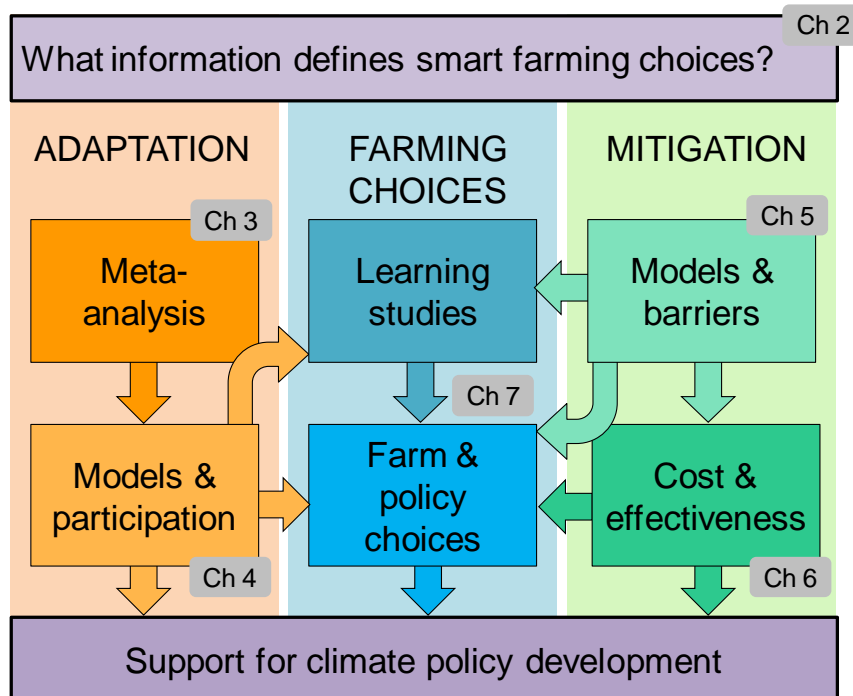 Ch 2
What information defines smart farming choices?
ADAPTATION
FARMING
CHOICES
MITIGATION
Ch 3
Meta-
analysis
Learning
studies
Ch 5
Models &
barriers
Ch 7
Models &
participation
Ch 4
Farm &
policy
choices
Cost &
effectiveness
Ch 6
Support for climate policy development